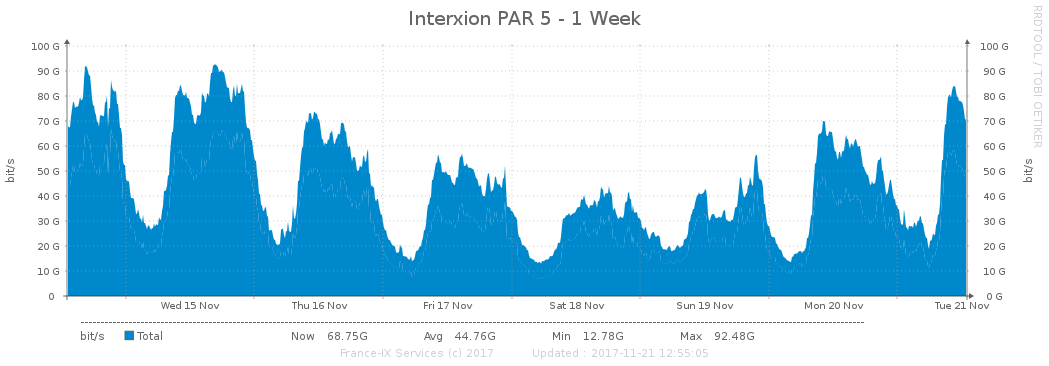 Interxion PAR 5 - 1 Week
RRDTOOL / TOBI OETIKER
100 G 100 G
90 G 90 G
80 G 80 G
70 G 70 G
60 G 60 G
50 G 50 G
40 G 40 G
30 G 30 G
20 G 20 G
10 G 10 G
0 0 G
bit/s
bit/s
Wed 15 Nov Thu 16 Nov Fri 17 Nov Sat 18 Nov Sun 19 Nov Mon 20 Nov Tue 21 Nov
bit/s Total Now 68.75G Avg 44.76G Min 12.78G Max 92.48G
France-IX Services (c) 2017 Updated : 2017-11-21 12:55:05